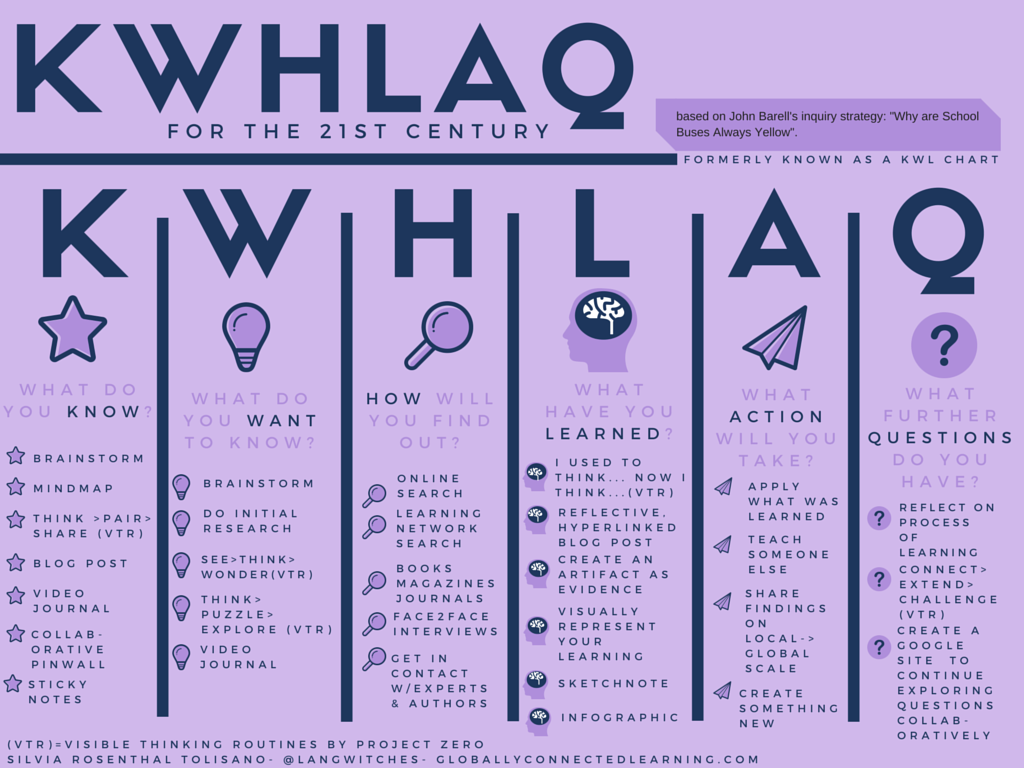 KWHLAQ
FOR THE 21ST CENTURY
based on John Barell's inquiry strategy: "Why are School
Buses Always Yellow".
FORMERLY KNOWN AS A KWL CHART
K
WHAT DO
YOU KNOW?
BRAINSTORM
MINDMAP
THINK >PAIR>
SHARE (VTR)
BLOG POST
VIDEO
JOURNAL
COLLAB-
ORATIVE
PINWALL
STICKY
NOTES
W
WHAT DO
YOU WANT
TO KNOW?
BRAINSTORM
DO INITIAL
RESEARCH
SEE>THINK>
WONDER(VTR)
THINK>
PUZZLE>
EXPLORE (VTR)
VIDEO
JOURNAL
H
HOW WILL
YOU FIND
OUT?
ONLINE
SEARCH
LEARNING
NETWORK
SEARCH
BOOKS
MAGAZINES
JOURNALS
FACE2FACE
INTERVIEWS
GET IN
CONTACT
W/EXPERTS
& AUTHORS
L
WHAT
HAVE YOU
LEARNED?
I USED TO
THINK... NOW I
THINK...(VTR)
REFLECTIVE,
HYPERLINKED
BLOG POST
CREATE AN
ARTIFACT AS
EVIDENCE
VISUALLY
REPRESENT
YOUR
LEARNING
SKETCHNOTE
INFOGRAPHIC
A
WHAT
ACTION
WILL YOU
TAKE?
APPLY
WHAT WAS
LEARNED
TEACH
SOMEONE
ELSE
SHARE
FINDINGS
ON
LOCAL->
GLOBAL
SCALE
CREATE
SOMETHING
NEW
Q
?
WHAT
FURTHER
QUESTIONS
DO YOU
HAVE?
? REFLECT ON
PROCESS
OF
LEARNING
? CONNECT>
EXTEND>
CHALLENGE
(VTR)
? CREATE A
GOOGLE
SITE TO
CONTINUE
EXPLORING
QUESTIONS
COLLAB-
ORATIVELY
(VTR)=VISIBLE THINKING ROUTINES BY PROJECT ZERO
SILVIA ROSENTHAL TOLISANO- @LANGWITCHES- GLOBALLYCONNECTEDLEARNING.COM